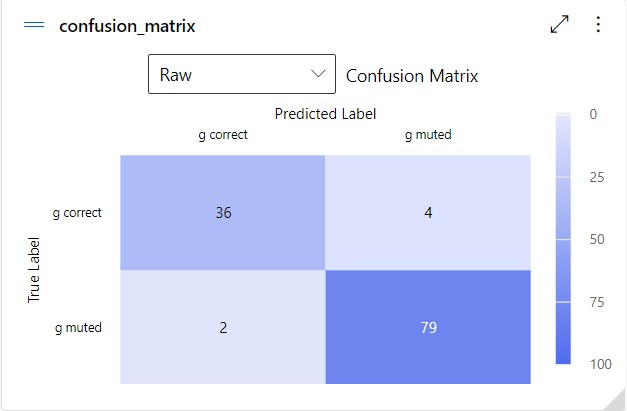 confusion_matrix
Raw
Confusion Matrix
Predicted Label
g correct
g muted
0
25
50
75
100
True Label
g correct
36
4
g muted
2
79